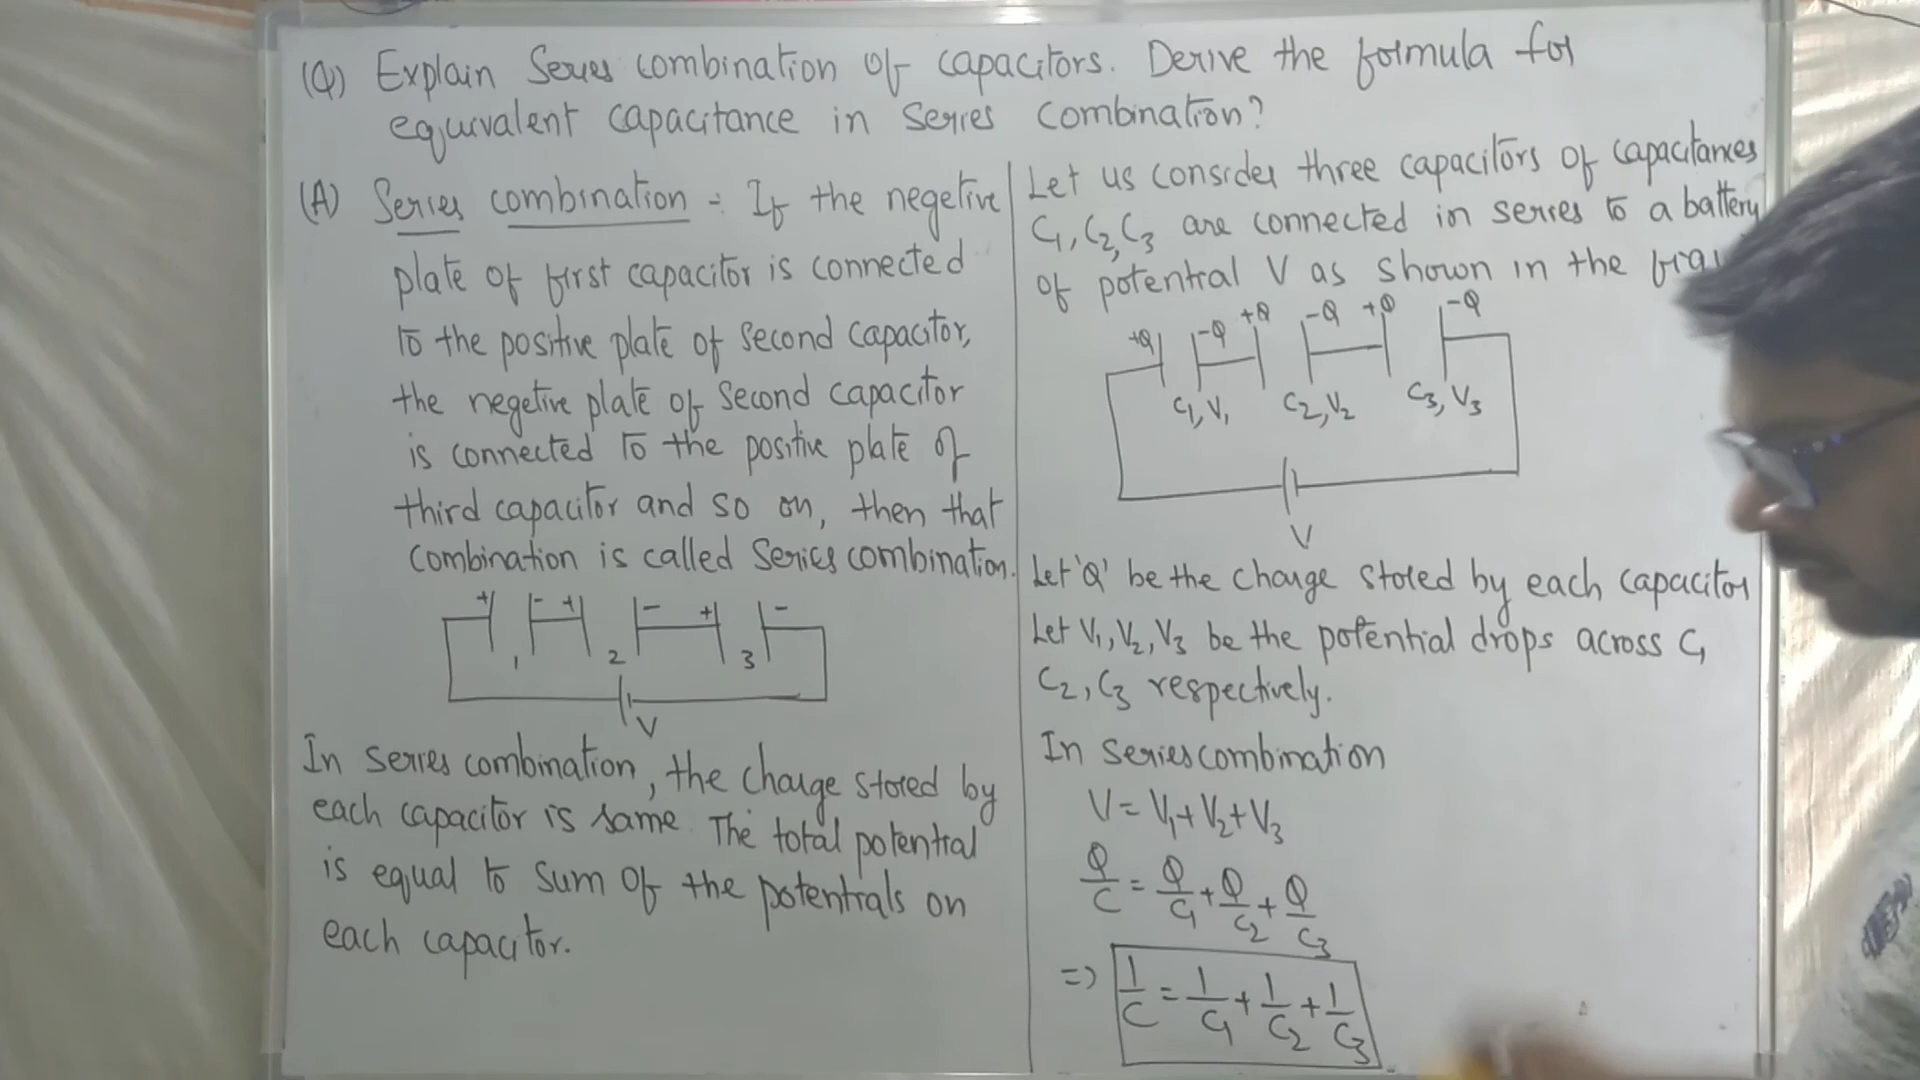 (Q) Explain Series combination of capacitors. Derive the formula for
equivalent capacitance in series combination?
(A) Series combination :- If the negetive
plate of first capacitor is connected
to the positive plate of second capacitor,
the negetive plate of second capacitor
is connected to the positive plate of
third capacitor and so on, then that
combination is called Series combination.
+ - + - + -
1 2 3
V
In series combination, the charge stored by
each capacitor is same. The total potential
is equal to sum of the potentials on
each capacitor.
Let us consider three capacitors of capacitances
C1, C2, C3 are connected in series to a battery
of potential V as shown in the
+Q -Q +Q -Q +Q -Q
C1, V1 C2, V2 C3, V3
V
Let 'Q' be the charge stored by each capacitor
Let V1, V2, V3 be the potential drops across C1
C2, C3 respectively.
In series combination
V = V1 + V2 + V3
Q/C = Q/C1 + Q/C2 + Q/C3
=> 1/C = 1/C1 + 1/C2 + 1/C3